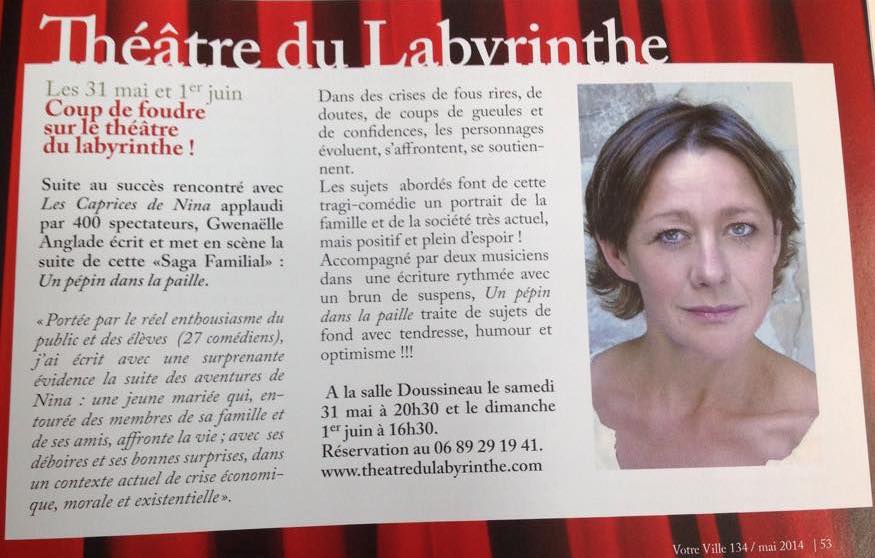 Théâtre du Labyrinthe
Les 31 mai et 1er juin
Coup de foudre
sur le théâtre
du labyrinthe !
Suite au succès rencontré avec
Les Caprices de Nina applaudi
par 400 spectateurs, Gwenaëlle
Anglade écrit et met en scène la
suite de cette «Saga Familial» :
Un pépin dans la paille.
«Portée par le réel enthousiasme du
public et des élèves (27 comédiens),
j'ai écrit avec une surprenante
évidence la suite des aventures de
Nina : une jeune mariée qui, en-
tourée des membres de sa famille et
de ses amis, affronte la vie ; avec ses
déboires et ses bonnes surprises, dans
un contexte actuel de crise économi-
que, morale et existentielle».
Dans des crises de fous rires, de
doutes, de coups de gueules et
de confidences, les personnages
évoluent, s'affrontent, se soutien-
nent.
Les sujets abordés font de cette
tragi-comédie un portrait de la
famille et de la société très actuel,
mais positif et plein d'espoir !
Accompagné par deux musiciens
dans une écriture rythmée avec
un brun de suspens, Un pépin
dans la paille traite de sujets de
fond avec tendresse, humour et
optimisme !!!
A la salle Doussineau le samedi
31 mai à 20h30 et le dimanche
1er juin à 16h30.
Réservation au 06 89 29 19 41.
www.theatredulabyrinthe.com
Votre Ville 134 / mai 2014 | 53